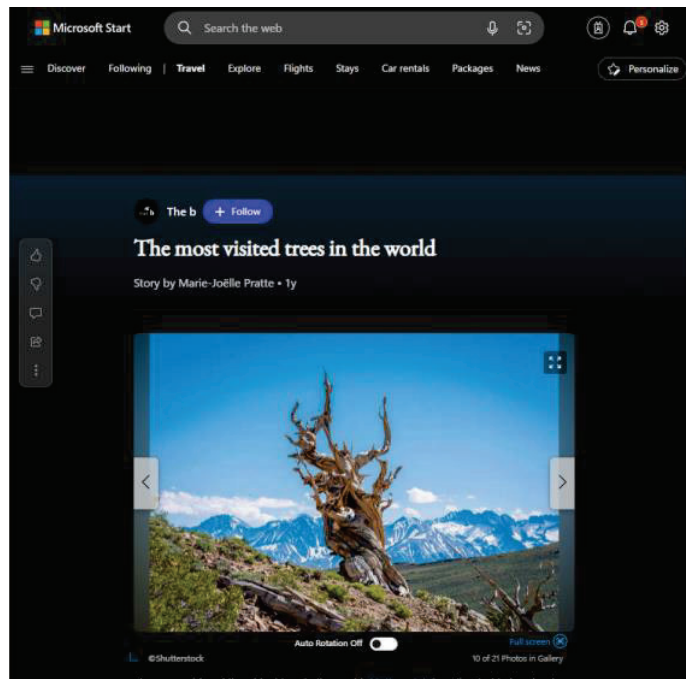 Microsoft Start
Search the web
Discover Following | Travel Explore Flights Stays Car rentals Packages News Personalize
The b + Follow
The most visited trees in the world
Story by Marie-Joëlle Pratte • 1y
Auto Rotation Off
Full screen
©Shutterstock
10 of 21 Photos in Gallery